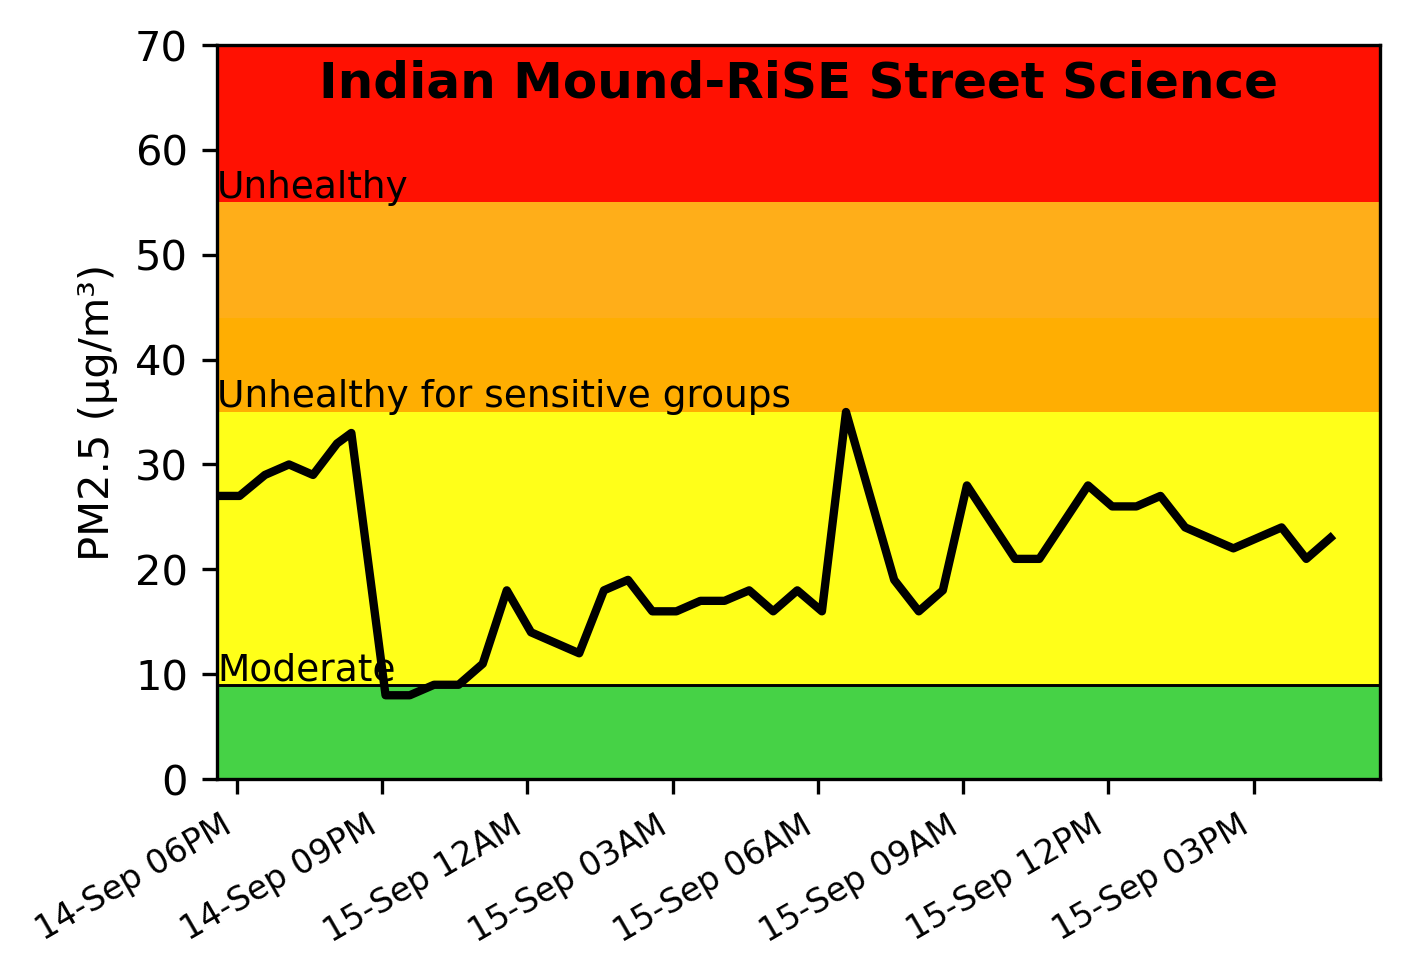 Indian Mound-RiSE Street Science
70
60
Unhealthy
50
40
Unhealthy for sensitive groups
30
20
Moderate
10
0
PM2.5 (µg/m³)
14-Sep 06PM
14-Sep 09PM
15-Sep 12AM
15-Sep 03AM
15-Sep 06AM
15-Sep 09AM
15-Sep 12PM
15-Sep 03PM